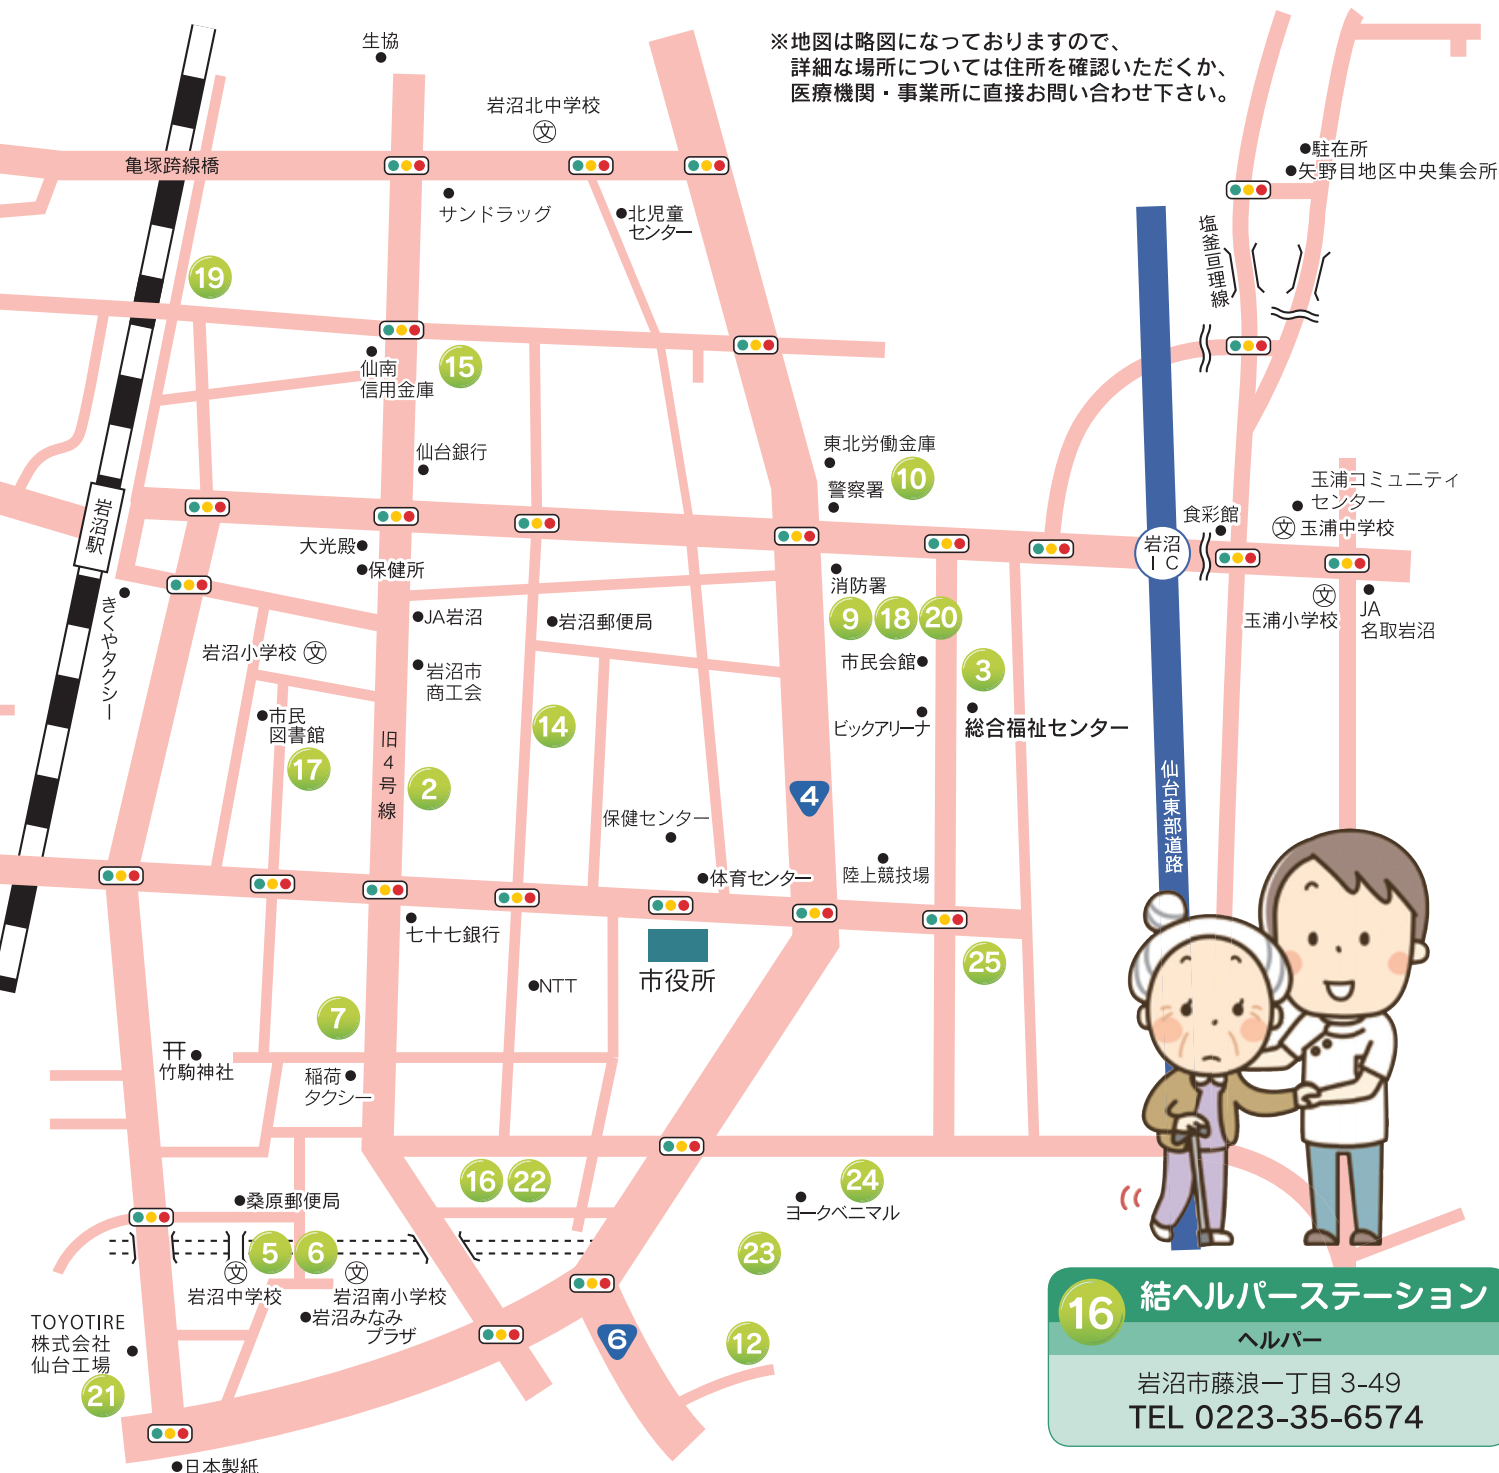 生協
※地図は略図になっておりますので、
詳細な場所については住所を確認いただくか、
医療機関・事業所に直接お問い合わせ下さい。
岩沼北中学校
文
亀塚跨線橋
駐在所
矢野目地区中央集会所
サンドラッグ
北児童
センター
塩釜亘理線
19
仙南
信用金庫
15
仙台銀行
東北労働金庫
10
警察署
玉浦コミュニティ
センター
食彩館
文 玉浦中学校
岩沼駅
大光殿
保健所
岩沼
IC
消防署
9
18
20
きくやタクシー
JA岩沼
岩沼郵便局
文
玉浦小学校
JA
名取岩沼
岩沼小学校 文
岩沼市
商工会
市民会館
3
市民
図書館
17
14
ビックアリーナ
総合福祉センター
旧4号線
2
4
仙台東部道路
保健センター
体育センター
陸上競技場
七十七銀行
市役所
25
NTT
7
竹駒神社
稲荷
タクシー
16
22
24
桑原郵便局
ヨークベニマル
5
6
23
文
岩沼中学校
文
岩沼南小学校
岩沼みなみ
プラザ
TOYOTIRE
株式会社
仙台工場
6
12
21
日本製紙
16 結ヘルパーステーション
ヘルパー
岩沼市藤浪一丁目 3-49
TEL 0223-35-6574